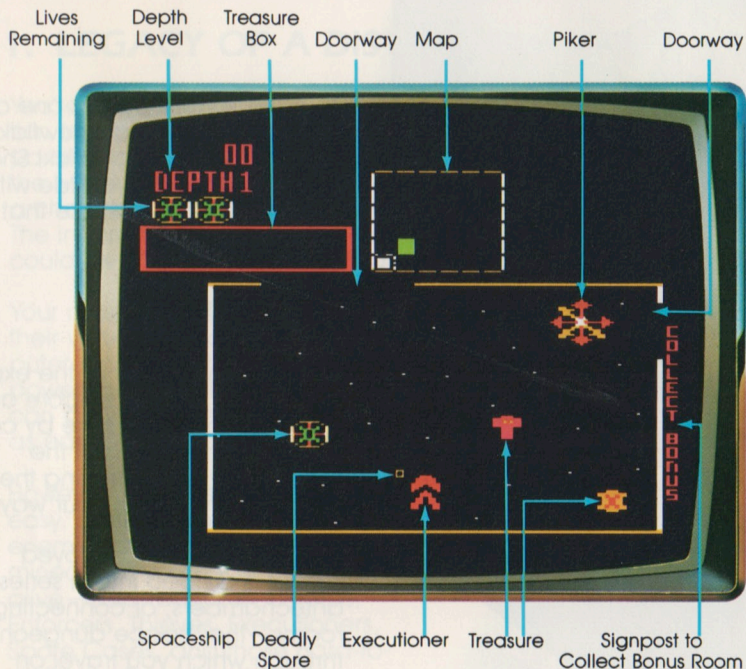 Lives Remaining
Depth Level
Treasure Box
Doorway
Map
Piker
Doorway
00
DEPTH 1
COLLECT BONUS
Spaceship
Deadly Spore
Executioner
Treasure
Signpost to Collect Bonus Room